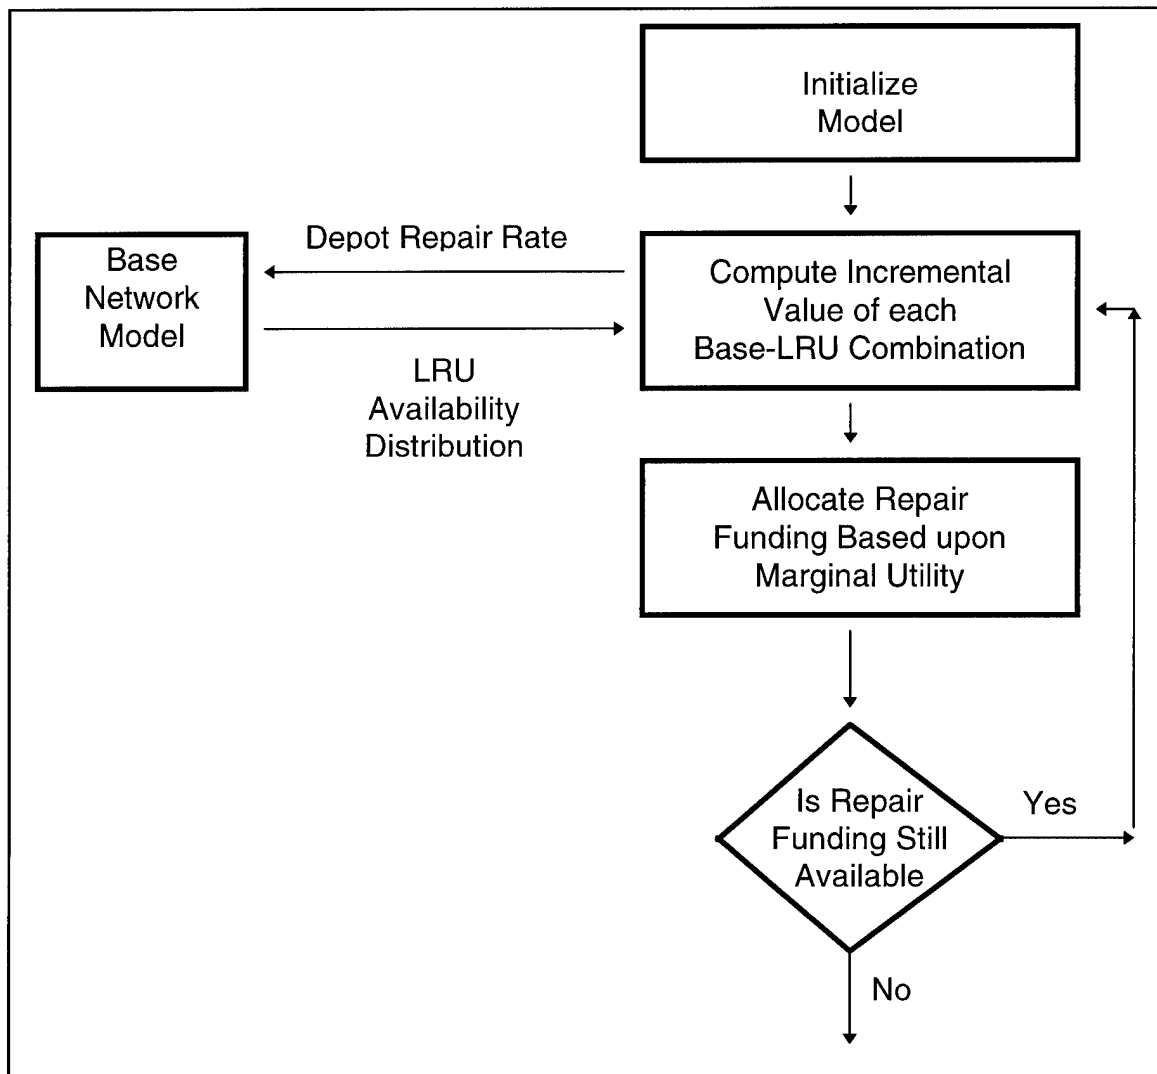 Initialize
Model
Depot Repair Rate
Base
Network
Model
Compute Incremental
Value of each
Base-LRU Combination
LRU
Availability
Distribution
Allocate Repair
Funding Based upon
Marginal Utility
Is Repair
Funding Still
Available
Yes
No